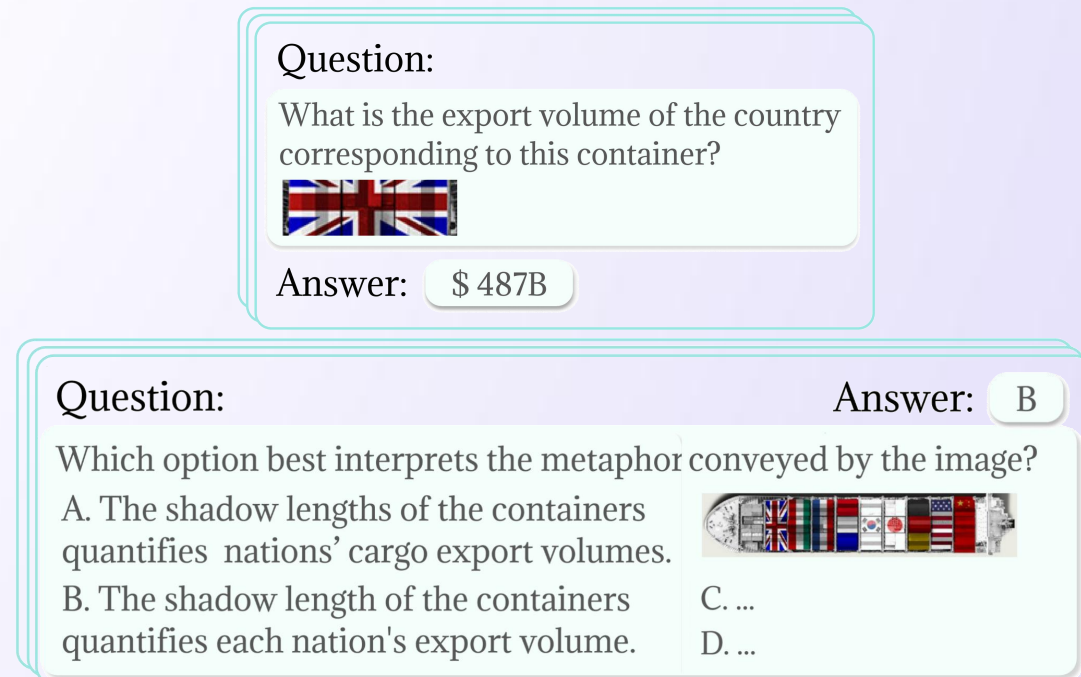 Question:
What is the export volume of the country
corresponding to this container?
Answer: $ 487B
Question:
Answer: B
Which option best interprets the metaphor conveyed by the image?
A. The shadow lengths of the containers
quantifies nations’ cargo export volumes.
B. The shadow length of the containers
quantifies each nation's export volume.
C. ...
D. ...